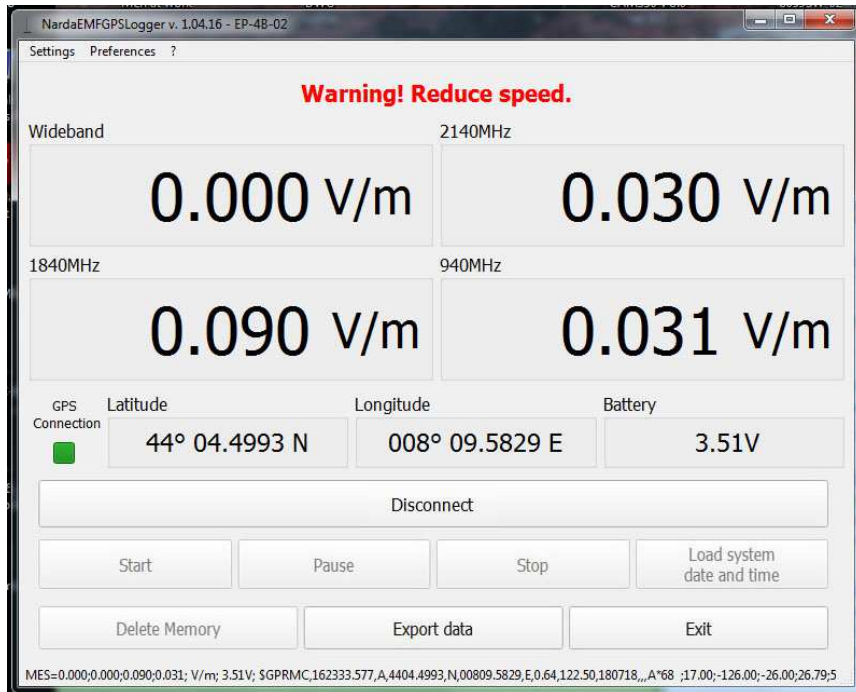 NardaEMFGPSLogger v. 1.04.16 - EP-4B-02
Settings Preferences ?
Warning! Reduce speed.
Wideband 2140MHz
0.000 V/m 0.030 V/m
1840MHz 940MHz
0.090 V/m 0.031 V/m
GPS Connection Latitude Longitude Battery
44° 04.4993 N 008° 09.5829 E 3.51V
Disconnect
Start Pause Stop Load system date and time
Delete Memory Export data Exit
MES=0.000;0.000;0.090;0.031; V/m; 3.51V; $GPRMC,162333.577,A,4404.4993,N,00809.5829,E,0.64,122.50,180718,,,A*68 ;17.00;-126.00;-26.00;26.79;5